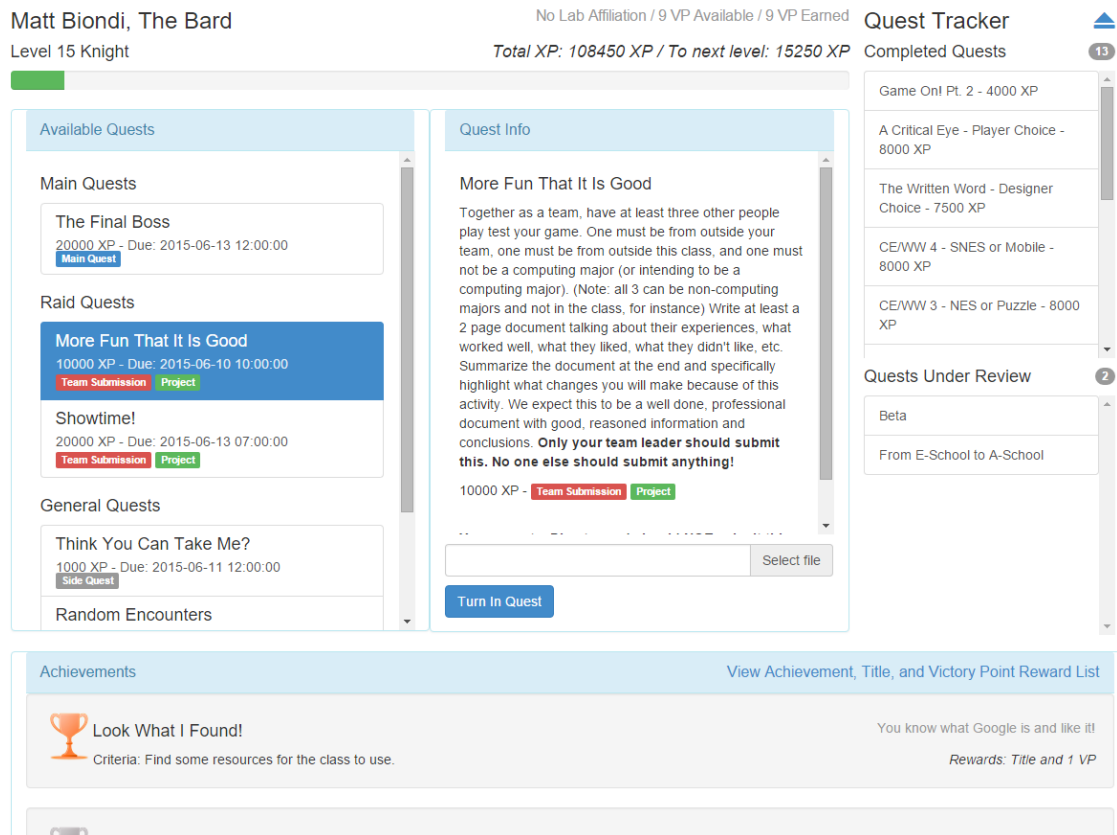 Matt Biondi, The Bard
No Lab Affiliation / 9 VP Available / 9 VP Earned
Level 15 Knight
Total XP: 108450 XP / To next level: 15250 XP
Available Quests
Main Quests
The Final Boss
20000 XP - Due: 2015-06-13 12:00:00
Main Quest
Raid Quests
More Fun That It Is Good
10000 XP - Due: 2015-06-10 10:00:00
Team Submission Project
Showtime!
20000 XP - Due: 2015-06-13 07:00:00
Team Submission Project
General Quests
Think You Can Take Me?
1000 XP - Due: 2015-06-11 12:00:00
Side Quest
Random Encounters
Quest Info
More Fun That It Is Good
Together as a team, have at least three other people
play test your game. One must be from outside your
team, one must be from outside this class, and one must
not be a computing major (or intending to be a
computing major). (Note: all 3 can be non-computing
majors and not in the class, for instance) Write at least a
2 page document talking about their experiences, what
worked well, what they liked, what they didn't like, etc.
Summarize the document at the end and specifically
highlight what changes you will make because of this
activity. We expect this to be a well done, professional
document with good, reasoned information and
conclusions. Only your team leader should submit
this. No one else should submit anything!
10000 XP - Team Submission Project
Select file
Turn In Quest
Quest Tracker
Completed Quests 13
Game On! Pt. 2 - 4000 XP
A Critical Eye - Player Choice -
8000 XP
The Written Word - Designer
Choice - 7500 XP
CE/WW 4 - SNES or Mobile -
8000 XP
CE/WW 3 - NES or Puzzle - 8000
XP
Quests Under Review 2
Beta
From E-School to A-School
Achievements
View Achievement, Title, and Victory Point Reward List
Look What I Found!
You know what Google is and like it!
Criteria: Find some resources for the class to use.
Rewards: Title and 1 VP